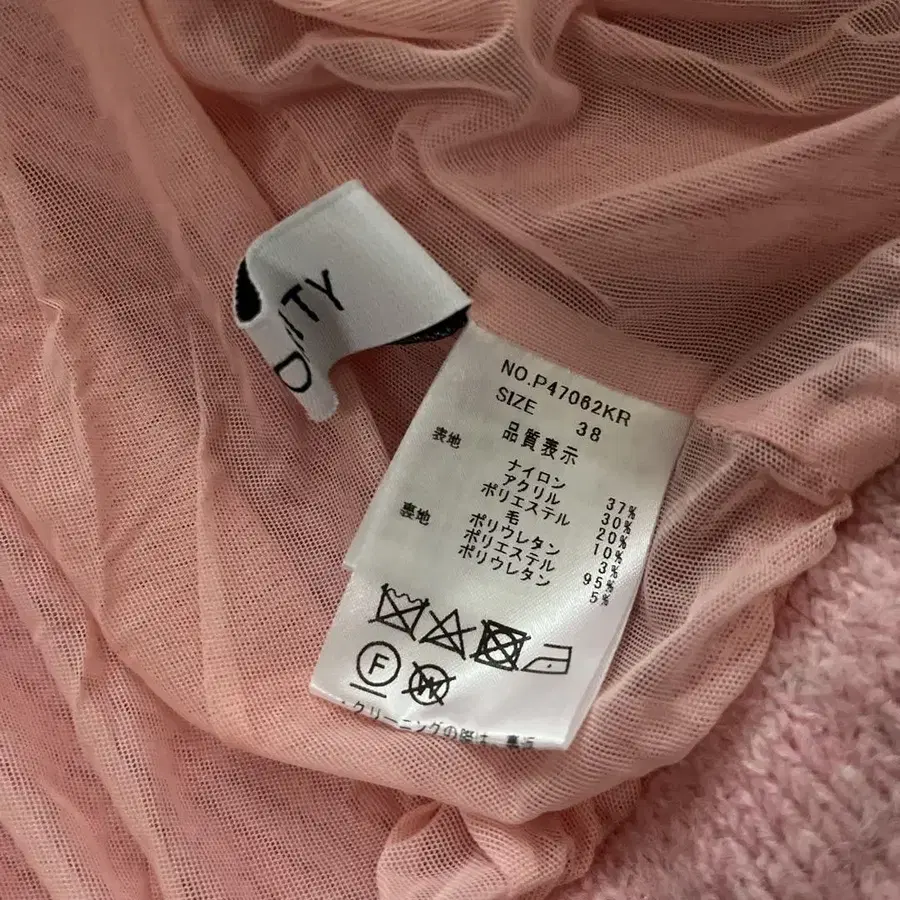 NO.P47062KR
SIZE 38
品質表示
表地 ナイロン 37%
アクリル 30%
ポリエステル 20%
毛 10%
ポリウレタン 3%
裏地 ポリエステル 95%
ポリウレタン 5%
F
W
・クリーニングの際は、裏返